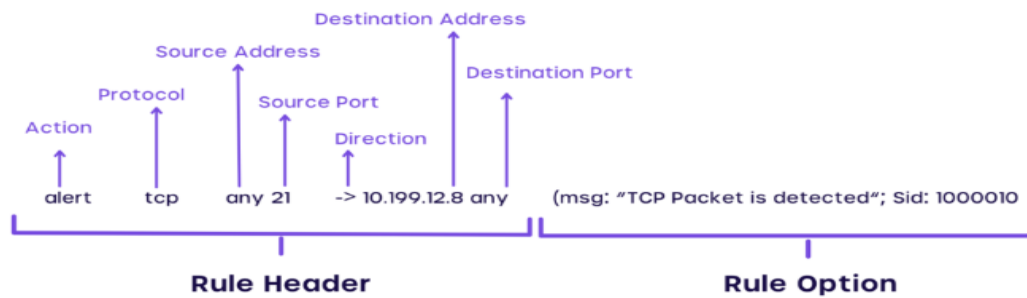 Destination Address
Source Address
Destination Port
Protocol
Source Port
Action
Direction
alert tcp any 21 -> 10.199.12.8 any (msg: “TCP Packet is detected“; Sid: 1000010
Rule Header Rule Option